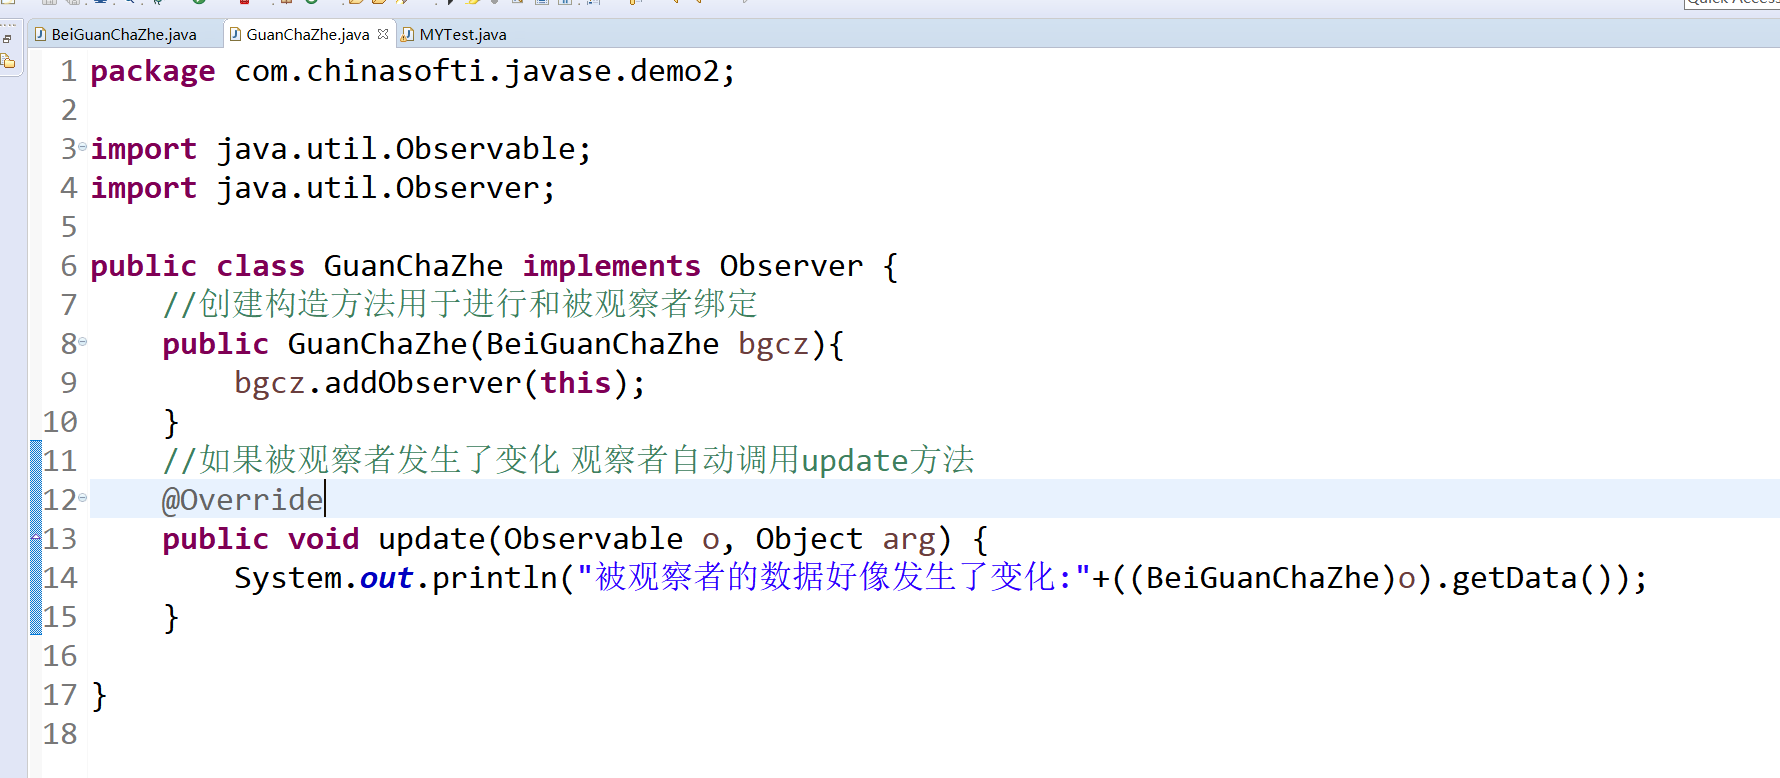 Quick Access
BeiGuanChaZhe.java
GuanChaZhe.java
MYTest.java
1 package com.chinasofti.javase.demo2;
2
3 import java.util.Observable;
4 import java.util.Observer;
5
6 public class GuanChaZhe implements Observer {
7 //创建构造方法用于进行和被观察者绑定
8 public GuanChaZhe(BeiGuanChaZhe bgcz){
9 bgcz.addObserver(this);
10 }
11 //如果被观察者发生了变化 观察者自动调用update方法
12 @Override
13 public void update(Observable o, Object arg) {
14 System.out.println("被观察者的数据好像发生了变化:"+((BeiGuanChaZhe)o).getData());
15 }
16
17 }
18